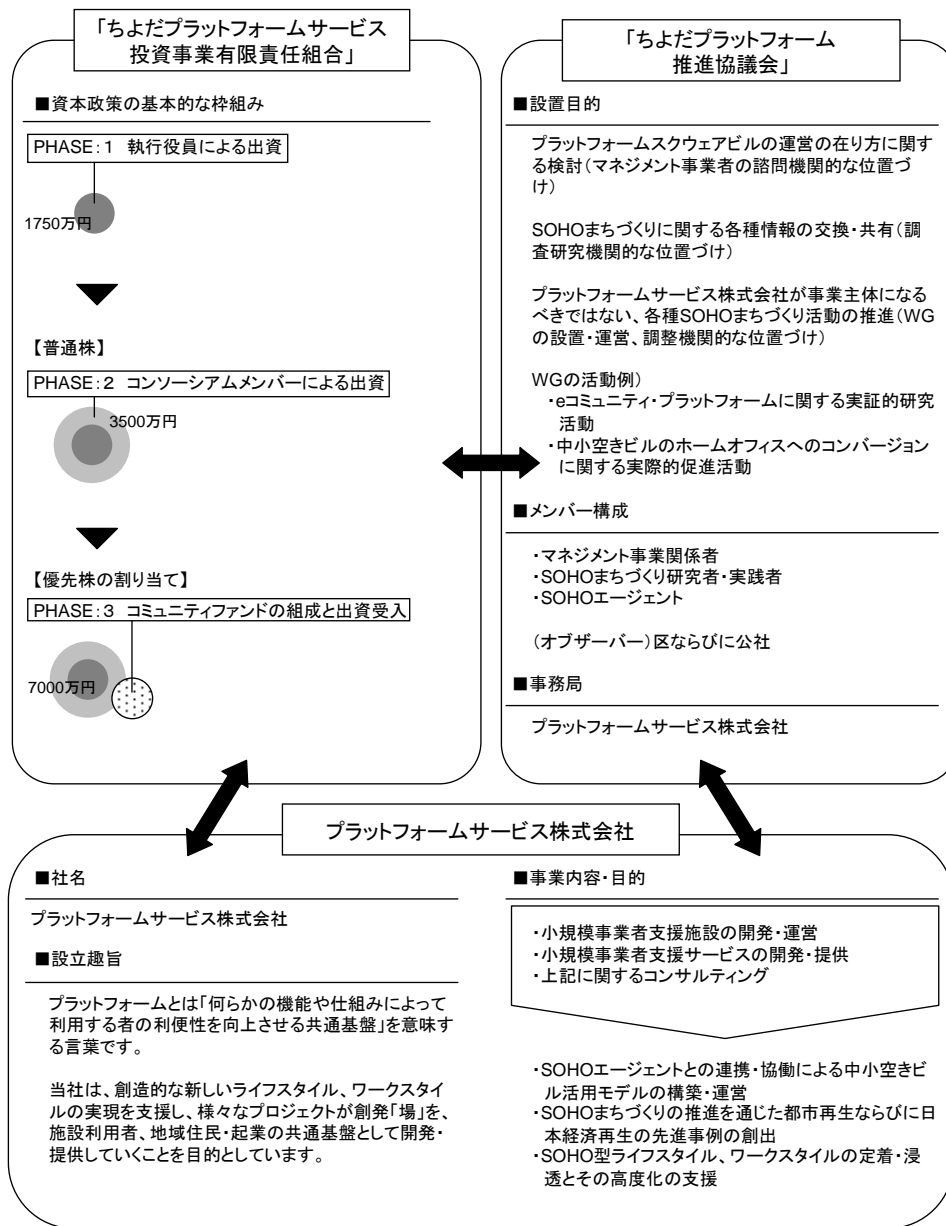 「ちよだプラットフォームサービス
投資事業有限責任組合」
■資本政策の基本的な枠組み
PHASE:1 執行役員による出資
1750万円
【普通株】
PHASE:2 コンソーシアムメンバーによる出資
3500万円
【優先株の割り当て】
PHASE:3 コミュニティファンドの組成と出資受入
7000万円
「ちよだプラットフォーム
推進協議会」
■設置目的
プラットフォームスクウェアビルの運営の在り方に関す
る検討(マネジメント事業者の諮問機関的な位置づ
け)
SOHOまちづくりに関する各種情報の交換・共有(調
査研究機関的な位置づけ)
プラットフォームサービス株式会社が事業主体になる
べきではない、各種SOHOまちづくり活動の推進(WG
の設置・運営、調整機関的な位置づけ)
WGの活動例)
・eコミュニティ・プラットフォームに関する実証的研究
活動
・中小空きビルのホームオフィスへのコンバージョン
に関する実際的促進活動
■メンバー構成
・マネジメント事業関係者
・SOHOまちづくり研究者・実践者
・SOHOエージェント
(オブザーバー)区ならびに公社
■事務局
プラットフォームサービス株式会社
プラットフォームサービス株式会社
■社名
プラットフォームサービス株式会社
■設立趣旨
プラットフォームとは「何らかの機能や仕組みによって
利用する者の利便性を向上させる共通基盤」を意味す
る言葉です。
当社は、創造的な新しいライフスタイル、ワークスタイ
ルの実現を支援し、様々なプロジェクトが創発「場」を、
施設利用者、地域住民・起業の共通基盤として開発・
提供していくことを目的としています。
■事業内容・目的
・小規模事業者支援施設の開発・運営
・小規模事業者支援サービスの開発・提供
・上記に関するコンサルティング
・SOHOエージェントとの連携・協働による中小空きビ
ル活用モデルの構築・運営
・SOHOまちづくりの推進を通じた都市再生ならびに日
本経済再生の先進事例の創出
・SOHO型ライフスタイル、ワークスタイルの定着・浸
透とその高度化の支援